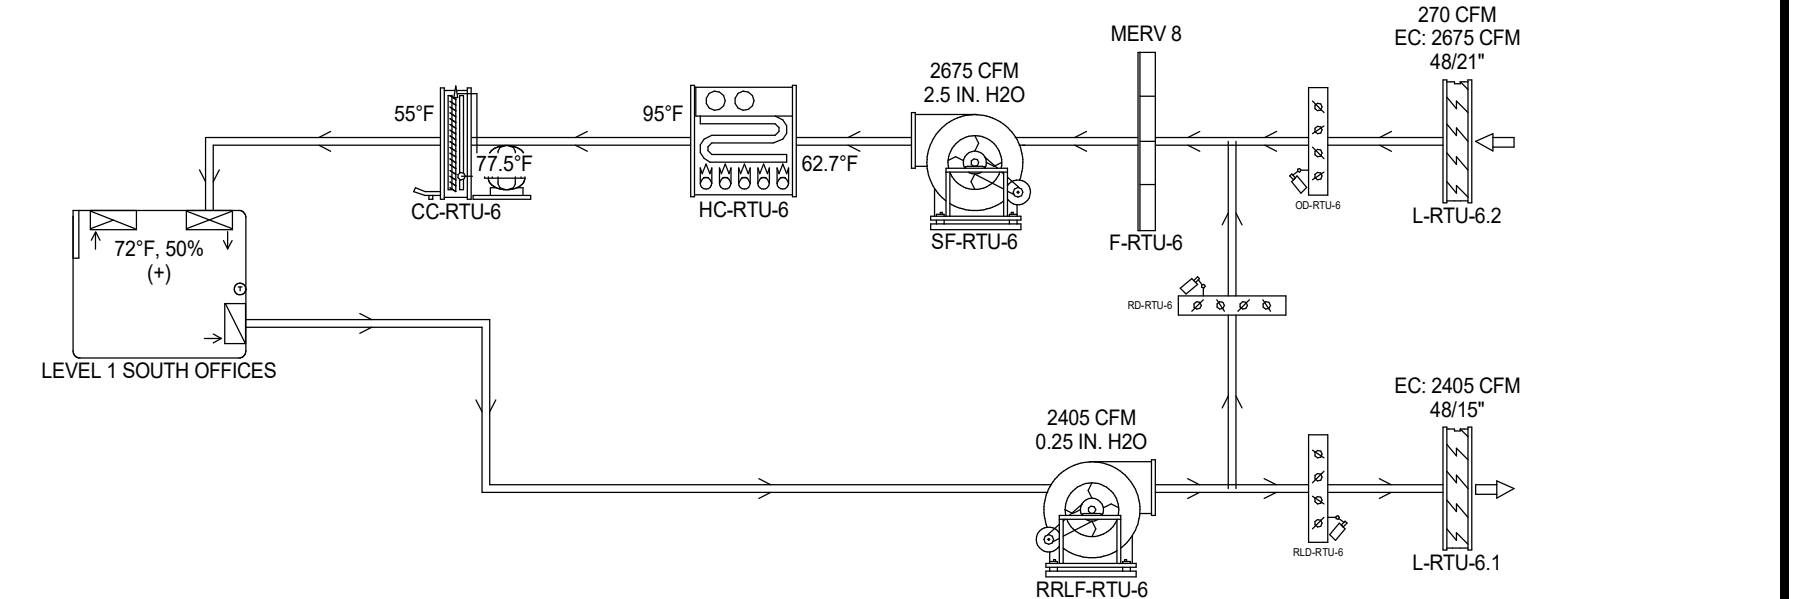 270 CFM
EC: 2675 CFM
48/21"
MERV 8
2675 CFM
2.5 IN. H2O
55°F
95°F
77.5°F
62.7°F
CC-RTU-6
HC-RTU-6
SF-RTU-6
F-RTU-6
OD-RTU-6
L-RTU-6.2
72°F, 50%
(+)
T
RD-RTU-6
LEVEL 1 SOUTH OFFICES
EC: 2405 CFM
48/15"
2405 CFM
0.25 IN. H2O
RLD-RTU-6
L-RTU-6.1
RRLF-RTU-6